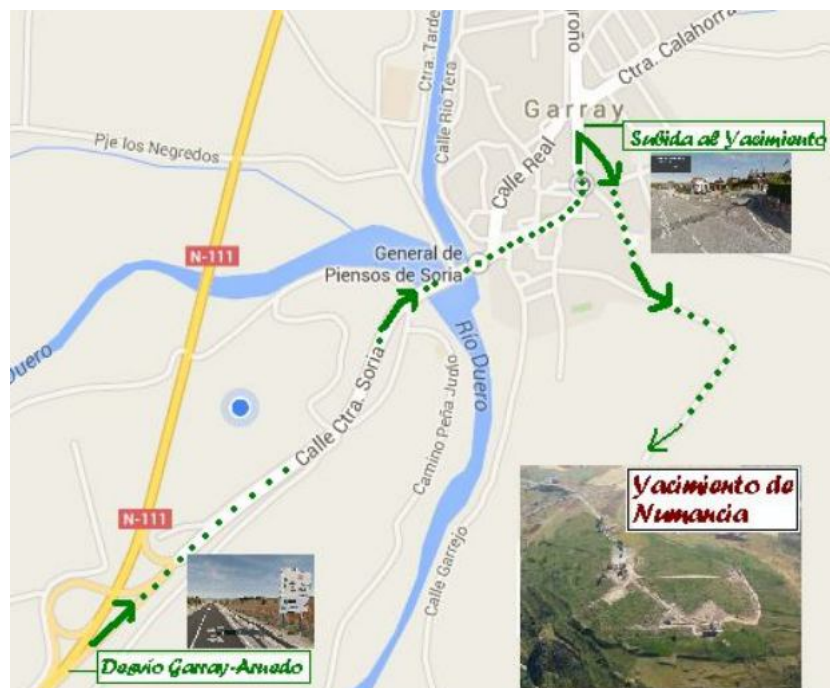 Ctra. Tarde
groño
Ctra. Calahorra
Garray
Subida al Yacimiento
Pje los Negredos
Calle Río Tera
Calle Real
N-111
General de
Piensos de Soria
Duero
Río Duero
Calle Ctra. Soria
Camino Peña Judío
Yacimiento de
Numancia
N-111
Calle Garrejo
Desvío Garray-Arnedo